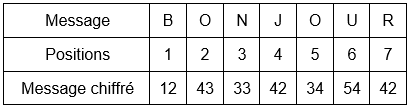 Message B O N J O U R
Positions 1 2 3 4 5 6 7
Message chiffré 12 43 33 42 34 54 42